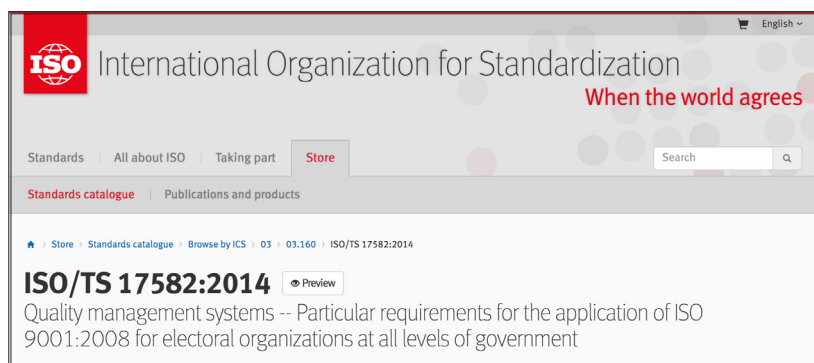 English
ISO International Organization for Standardization
When the world agrees
Standards All about ISO Taking part Store
Search
Standards catalogue Publications and products
Store > Standards catalogue > Browse by ICS > 03 > 03.160 > ISO/TS 17582:2014
ISO/TS 17582:2014 Preview
Quality management systems -- Particular requirements for the application of ISO
9001:2008 for electoral organizations at all levels of government